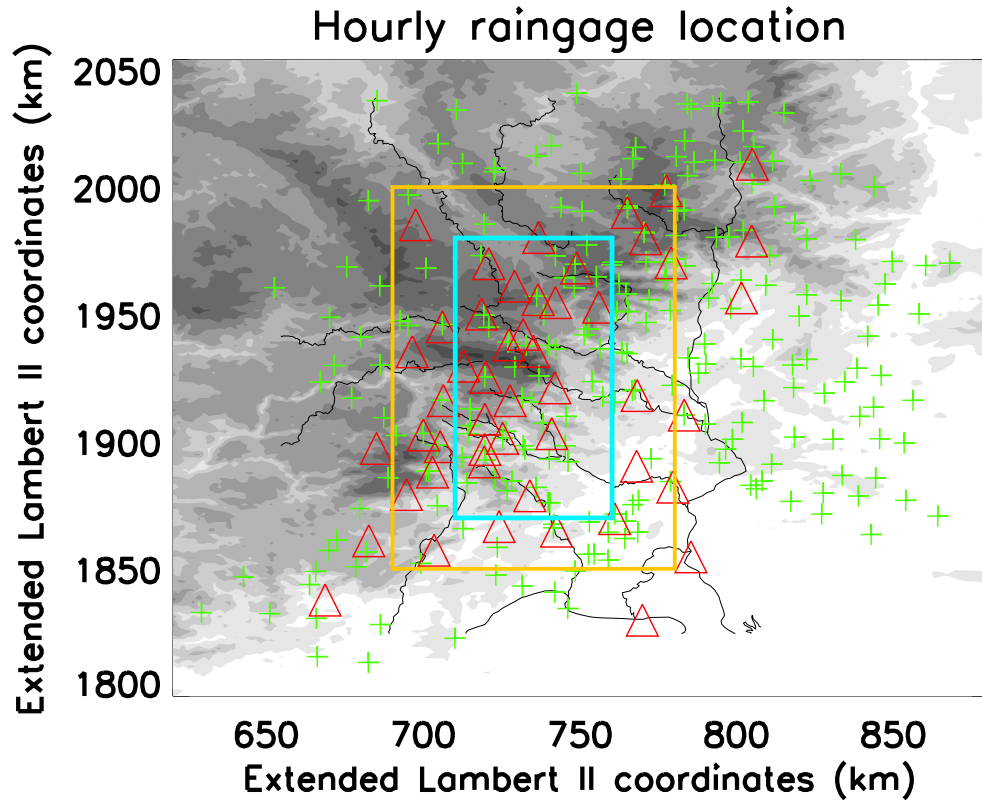 Hourly raingage location
Extended Lambert II coordinates (km)
2050
2000
1950
1900
1850
1800
650 700 750 800 850
Extended Lambert II coordinates (km)